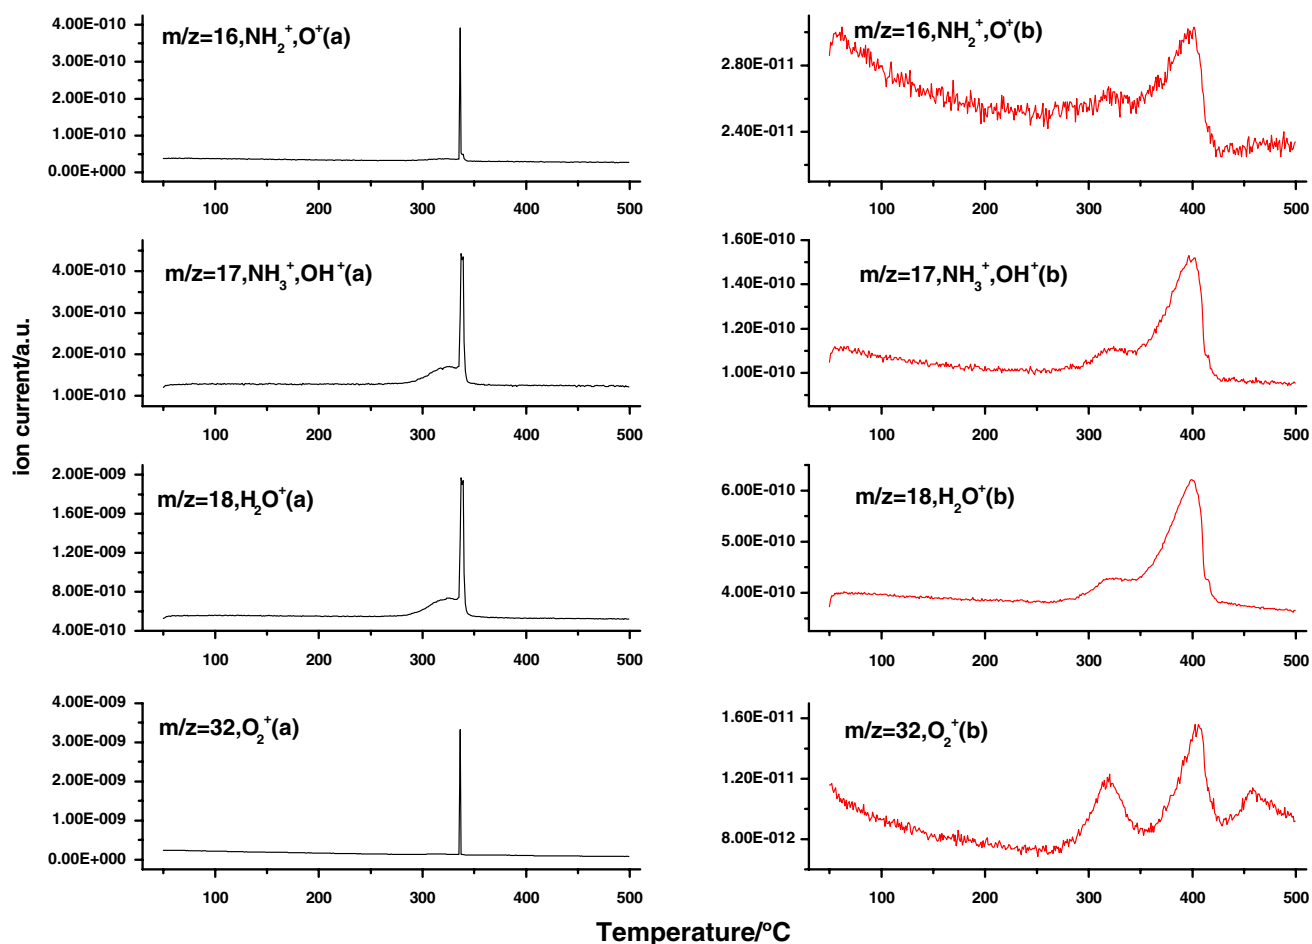 ion current/a.u.
m/z=16,NH₂⁺,O⁺(a)
4.00E-010
3.00E-010
2.00E-010
1.00E-010
0.00E+000
100 200 300 400 500
m/z=16,NH₂⁺,O⁺(b)
2.80E-011
2.40E-011
100 200 300 400 500
m/z=17,NH₃⁺,OH⁺(a)
4.00E-010
3.00E-010
2.00E-010
1.00E-010
100 200 300 400 500
m/z=17,NH₃⁺,OH⁺(b)
1.60E-010
1.50E-010
1.20E-010
1.00E-010
100 200 300 400 500
m/z=18,H₂O⁺(a)
2.00E-009
1.60E-009
1.20E-009
8.00E-010
4.00E-010
100 200 300 400 500
m/z=18,H₂O⁺(b)
6.00E-010
5.00E-010
4.00E-010
100 200 300 400 500
m/z=32,O₂⁺(a)
4.00E-009
3.00E-009
2.00E-009
1.00E-009
0.00E+000
100 200 300 400 500
m/z=32,O₂⁺(b)
1.60E-011
1.20E-011
8.00E-012
100 200 300 400 500
Temperature/°C